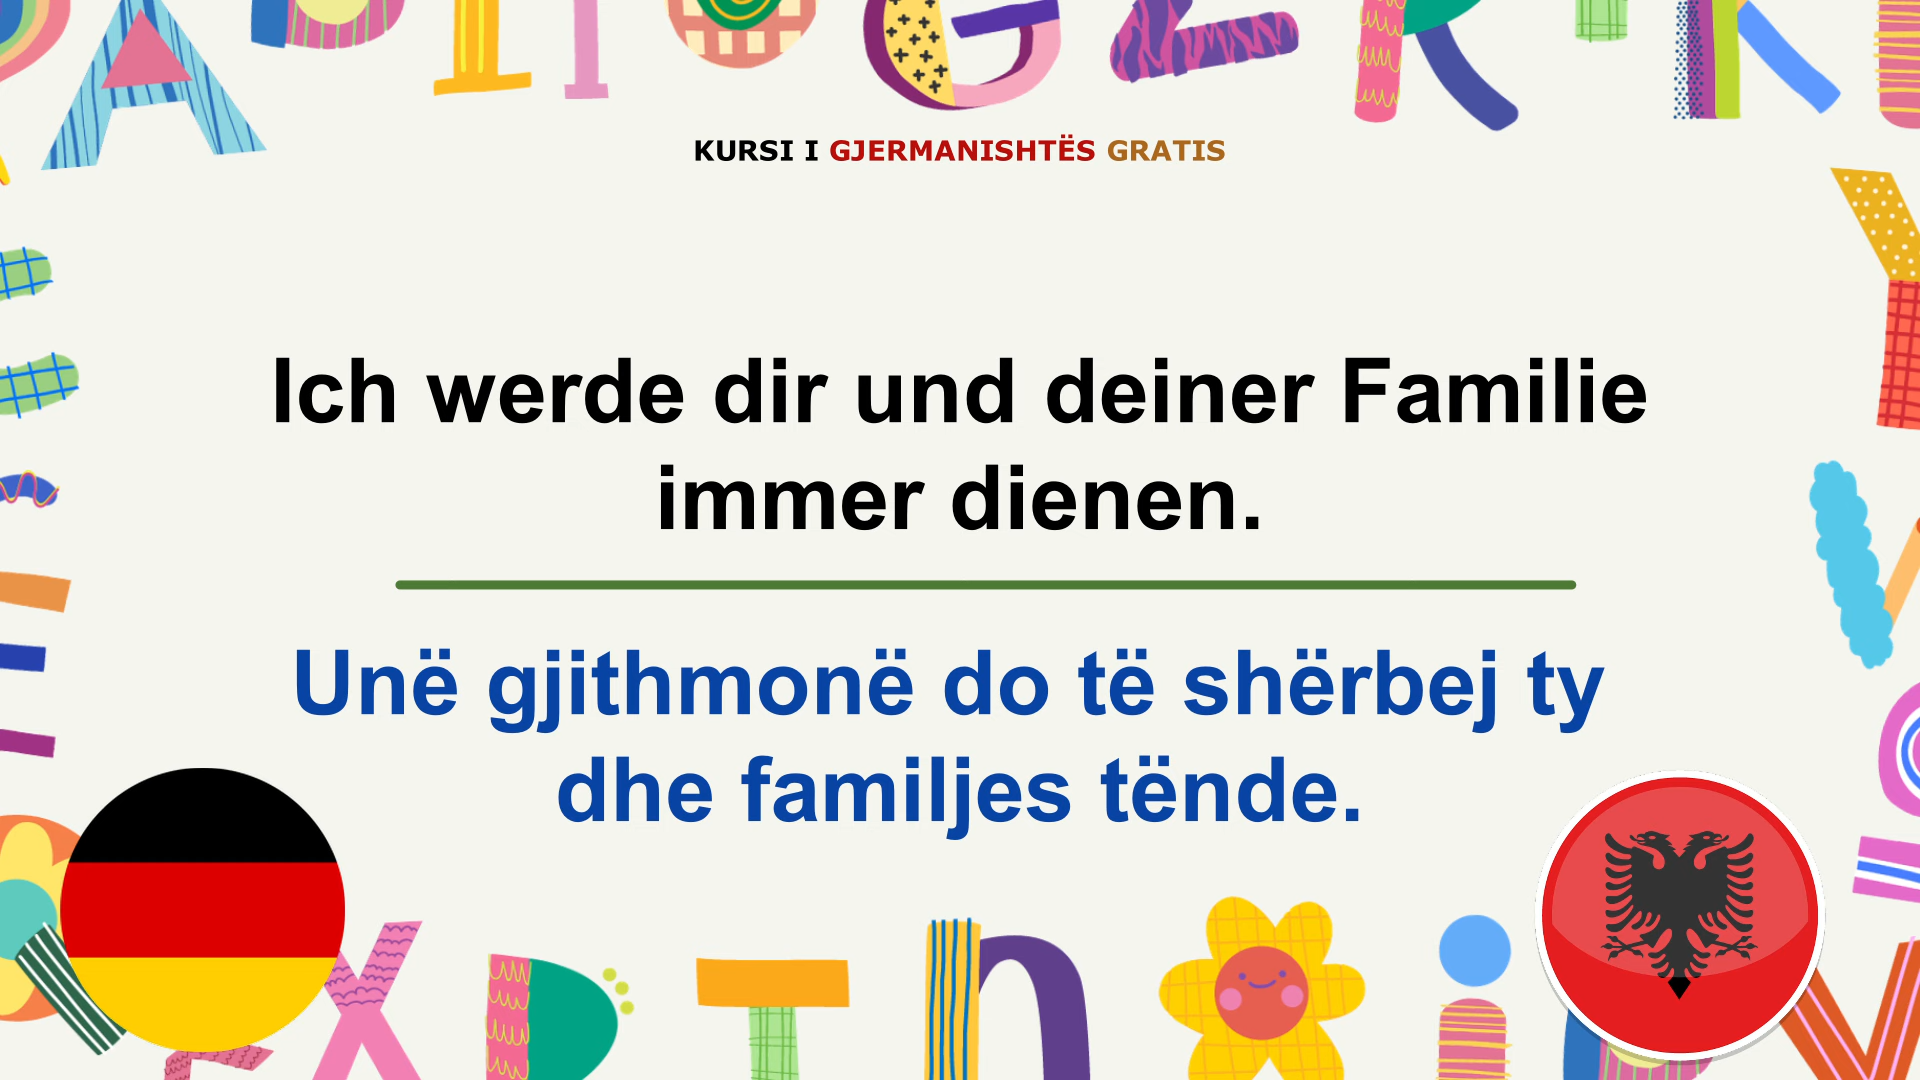 KURSI I GJERMANISHTËS GRATIS
Ich werde dir und deiner Familie
immer dienen.
Unë gjithmonë do të shërbej ty
dhe familjes tënde.